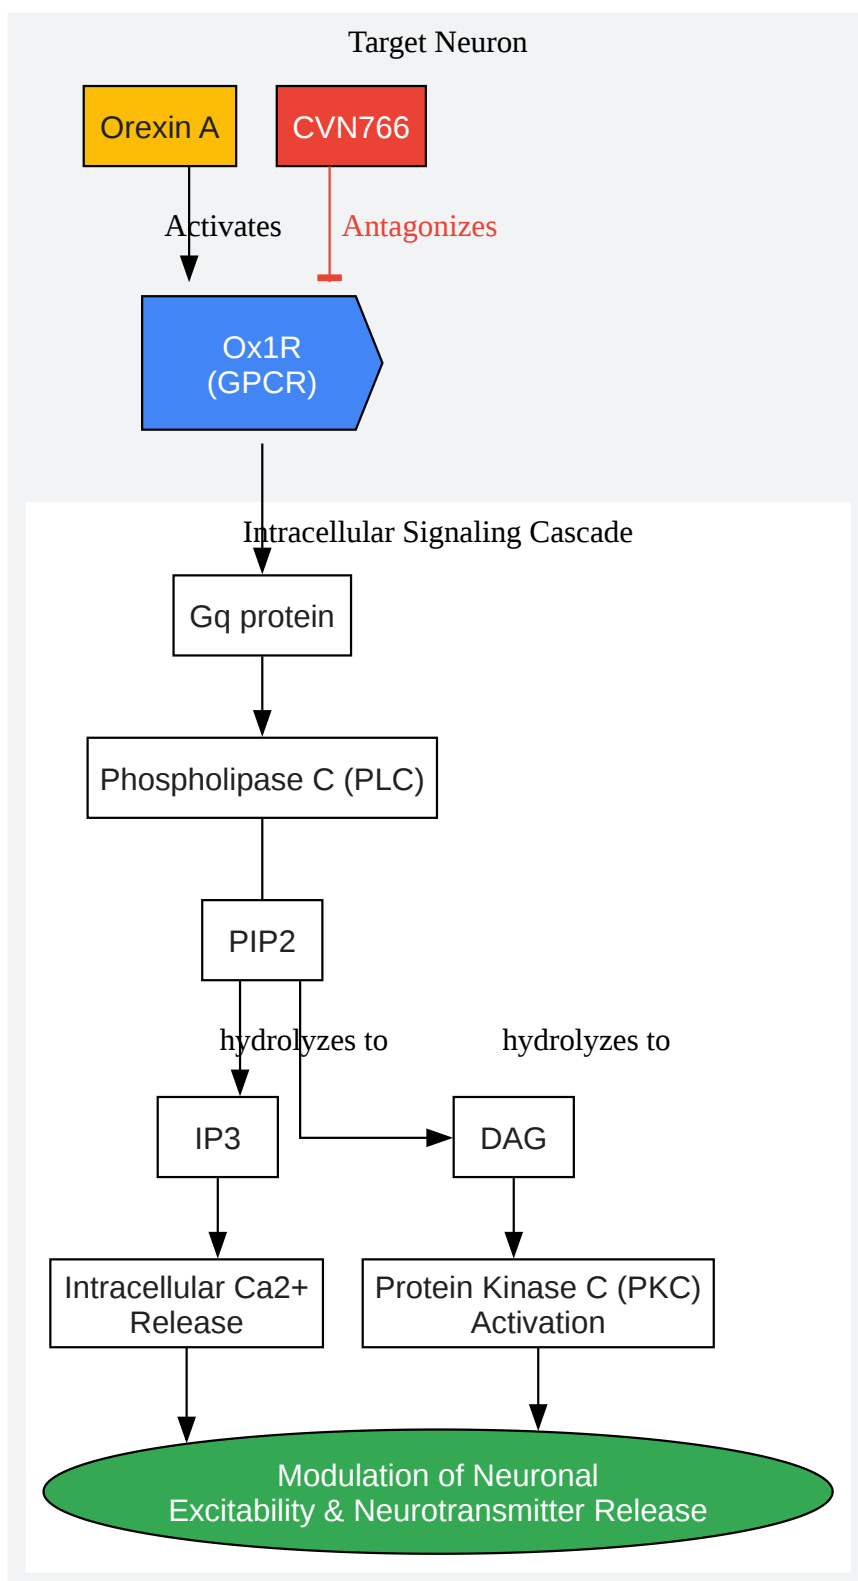 Target Neuron
Orexin A
CVN766
Activates
Antagonizes
Ox1R
(GPCR)
Intracellular Signaling Cascade
Gq protein
Phospholipase C (PLC)
PIP2
hydrolyzes to
hydrolyzes to
IP3
DAG
Intracellular Ca2+
Release
Protein Kinase C (PKC)
Activation
Modulation of Neuronal
Excitability & Neurotransmitter Release